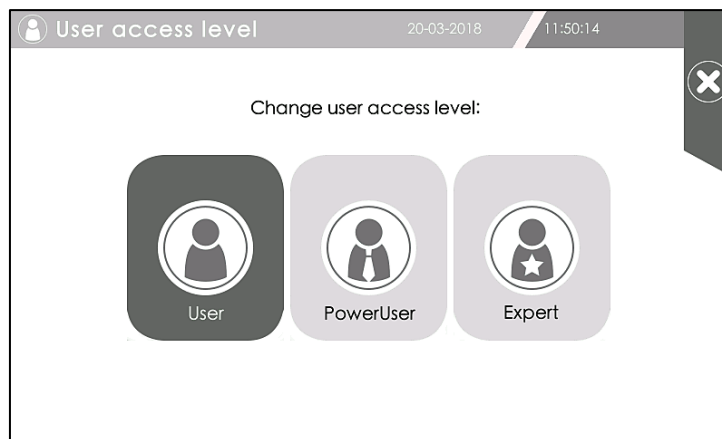 User access level 20-03-2018 11:50:14
Change user access level:
User PowerUser Expert